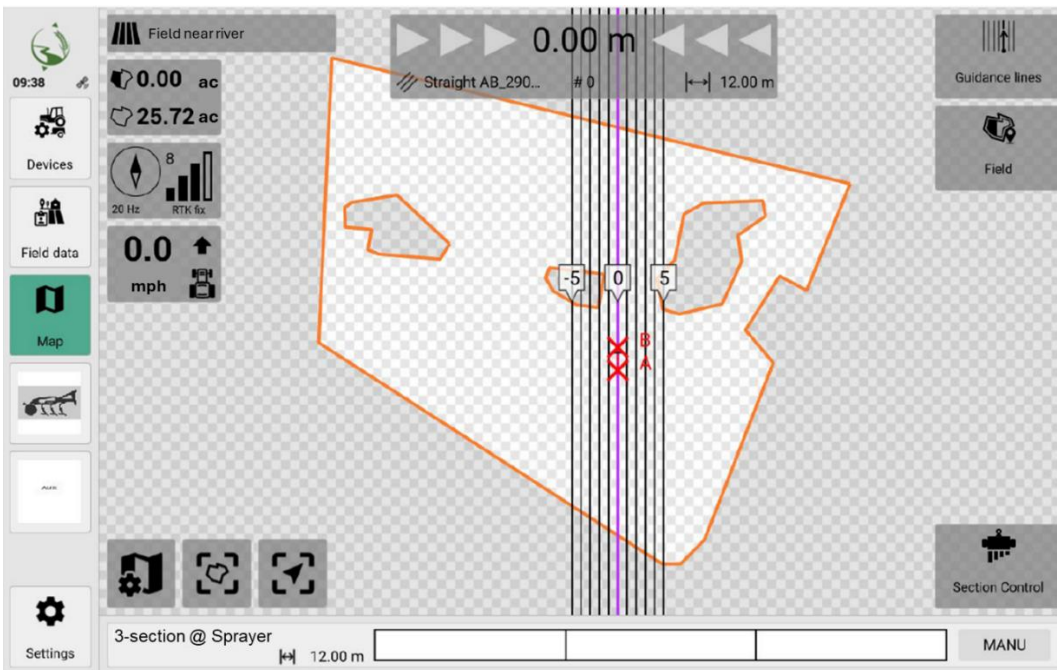 Field near river
0.00 m
Straight AB_290...
# 0
12.00 m
Guidance lines
09:38
0.00 ac
25.72 ac
Devices
8
20 Hz
RTK fix
Field
Field data
0.0
mph
-5
0
5
Map
B
A
AUX
Section Control
Settings
3-section @ Sprayer
12.00 m
MANU